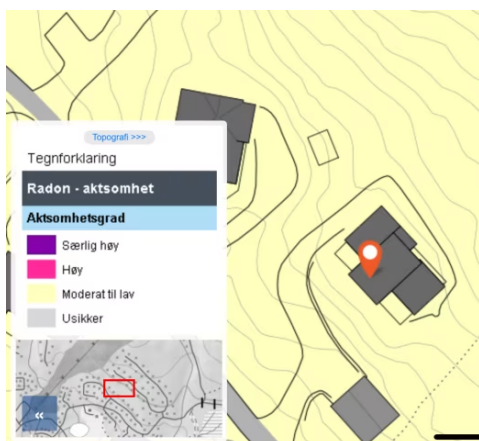 Topografi >>>
Tegnforklaring
Radon - aktsomhet
Aktsomhetsgrad
Særlig høy
Høy
Moderat til lav
Usikker
«